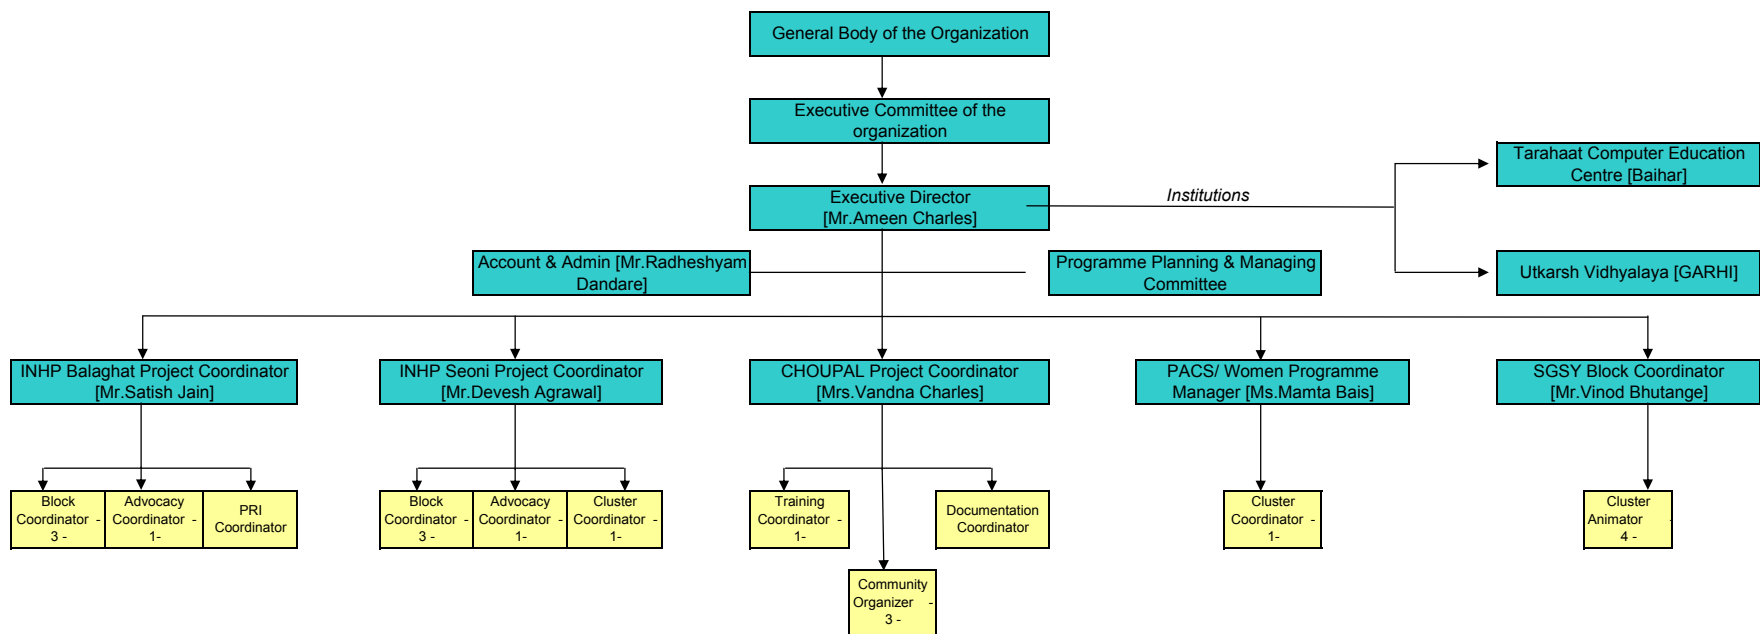 General Body of the Organization
Executive Committee of the
organization
Tarahaat Computer Education
Centre [Baihar]
Executive Director
[Mr.Ameen Charles]
Institutions
Account & Admin [Mr.Radheshyam
Dandare]
Programme Planning & Managing
Committee
Utkarsh Vidhyalaya [GARHI]
INHP Balaghat Project Coordinator
[Mr.Satish Jain]
INHP Seoni Project Coordinator
[Mr.Devesh Agrawal]
CHOUPAL Project Coordinator
[Mrs.Vandna Charles]
PACS/ Women Programme
Manager [Ms.Mamta Bais]
SGSY Block Coordinator
[Mr.Vinod Bhutange]
Block
Coordinator -
3 -
Advocacy
Coordinator -
1-
PRI
Coordinator
Block
Coordinator -
3 -
Advocacy
Coordinator -
1-
Cluster
Coordinator -
1-
Training
Coordinator -
1-
Documentation
Coordinator
Cluster
Coordinator -
1-
Cluster
Animator -
4 -
Community
Organizer -
3 -